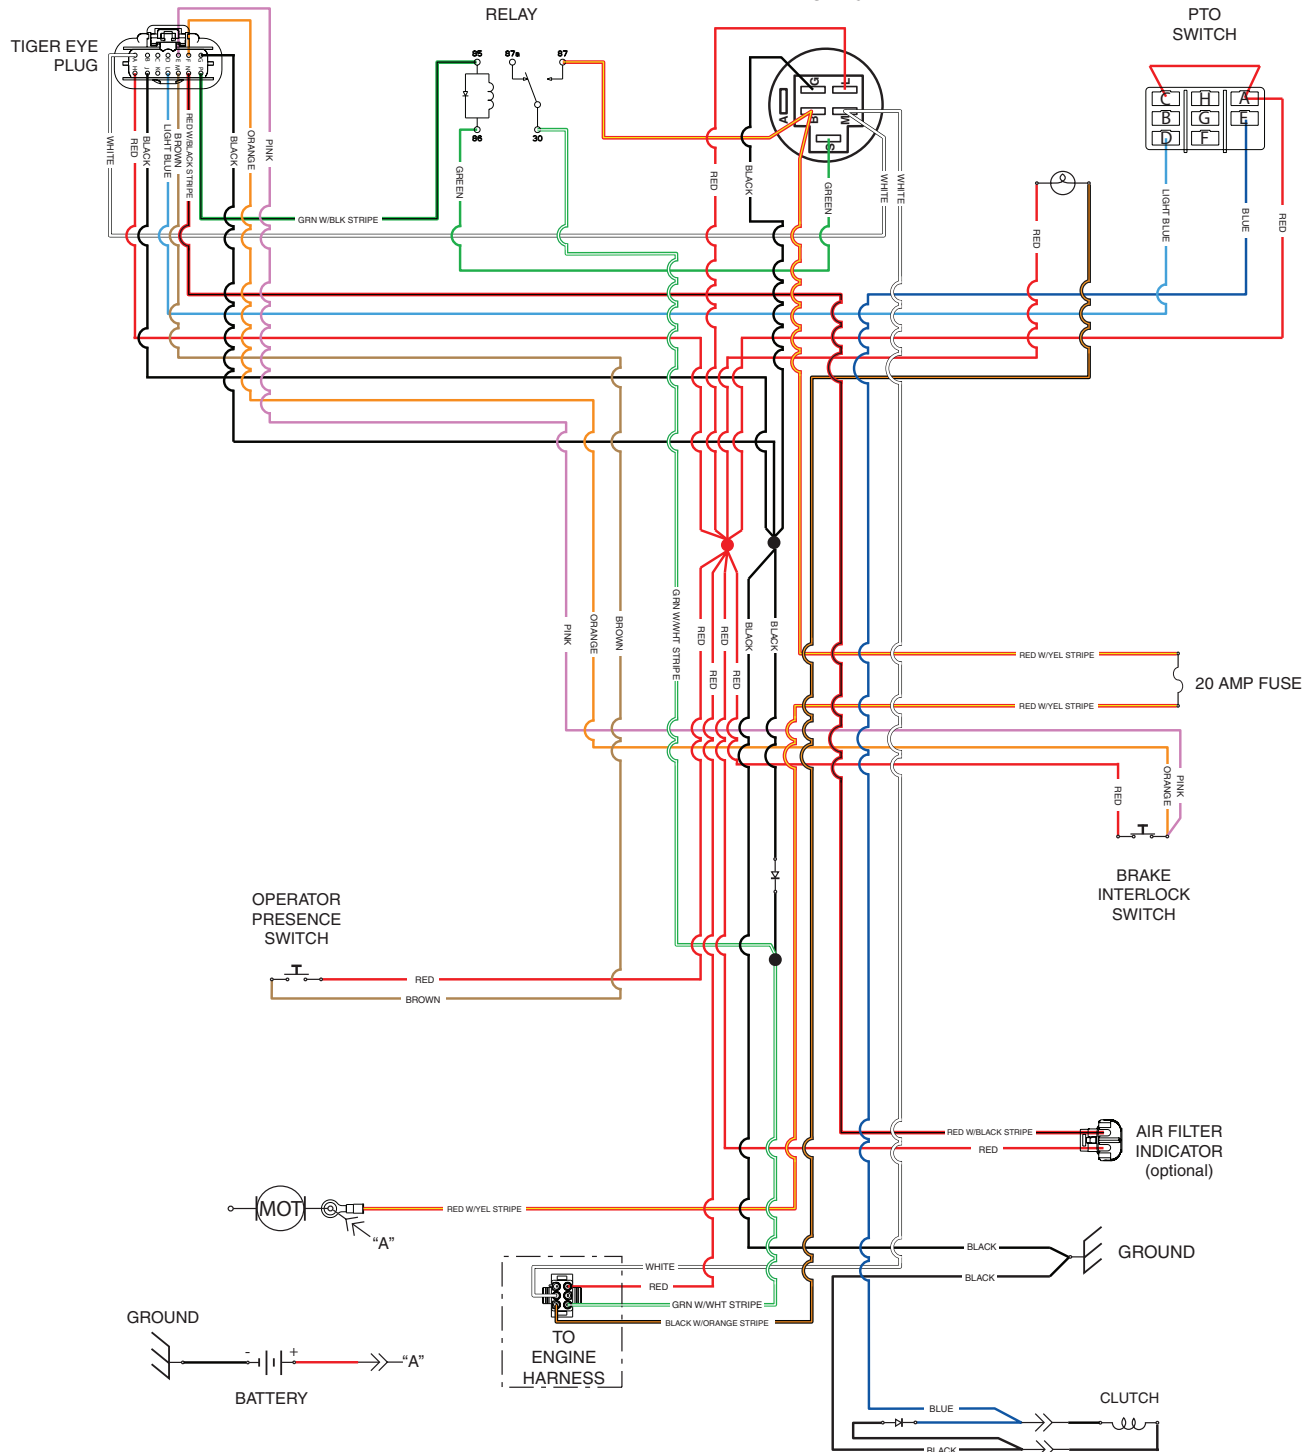 RELAY
PTO
SWITCH
TIGER EYE
PLUG
85
87a
87
86
30
G
L
A
B
M
S
C
H
A
B
G
E
D
F
WHITE
RED
BLACK
LIGHT BLUE
BROWN
RED W/BLACK STRIPE
BLACK
ORANGE
PINK
GRN W/BLK STRIPE
GREEN
RED
BLACK
GREEN
WHITE
WHITE
RED
LIGHT BLUE
BLUE
RED
PINK
ORANGE
BROWN
GRN W/WHT STRIPE
RED
RED
RED
RED
BLACK
BLACK
RED W/YEL STRIPE
20 AMP FUSE
RED W/YEL STRIPE
RED
ORANGE
PINK
BRAKE
INTERLOCK
SWITCH
OPERATOR
PRESENCE
SWITCH
RED
BROWN
RED W/BLACK STRIPE
RED
AIR FILTER
INDICATOR
(optional)
MOT
"A"
RED W/YEL STRIPE
BLACK
BLACK
GROUND
WHITE
RED
GRN W/WHT STRIPE
BLACK W/ORANGE STRIPE
TO
ENGINE
HARNESS
GROUND
-
+
"A"
BATTERY
CLUTCH
BLUE
BLACK